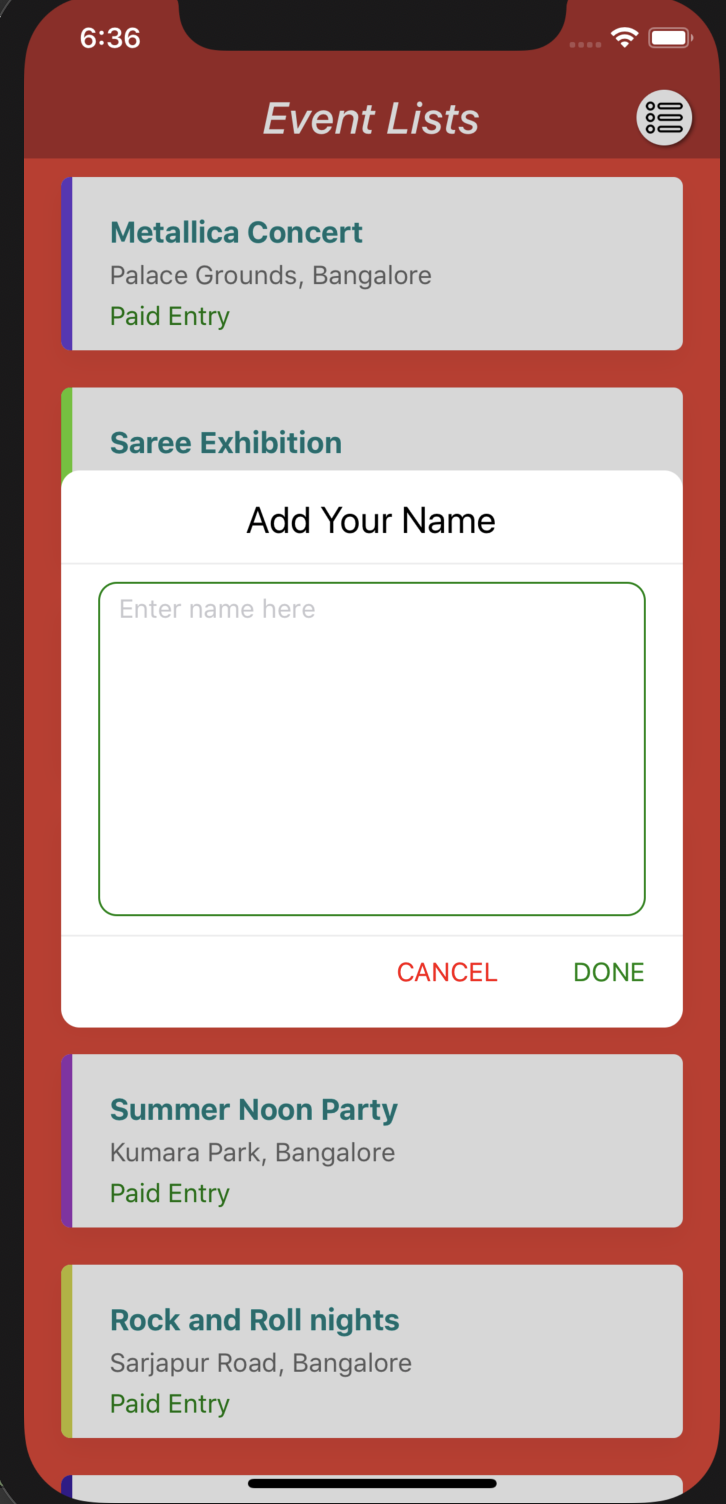 6:36
Event Lists
Metallica Concert
Palace Grounds, Bangalore
Paid Entry
Saree Exhibition
Add Your Name
Enter name here
CANCEL DONE
Summer Noon Party
Kumara Park, Bangalore
Paid Entry
Rock and Roll nights
Sarjapur Road, Bangalore
Paid Entry